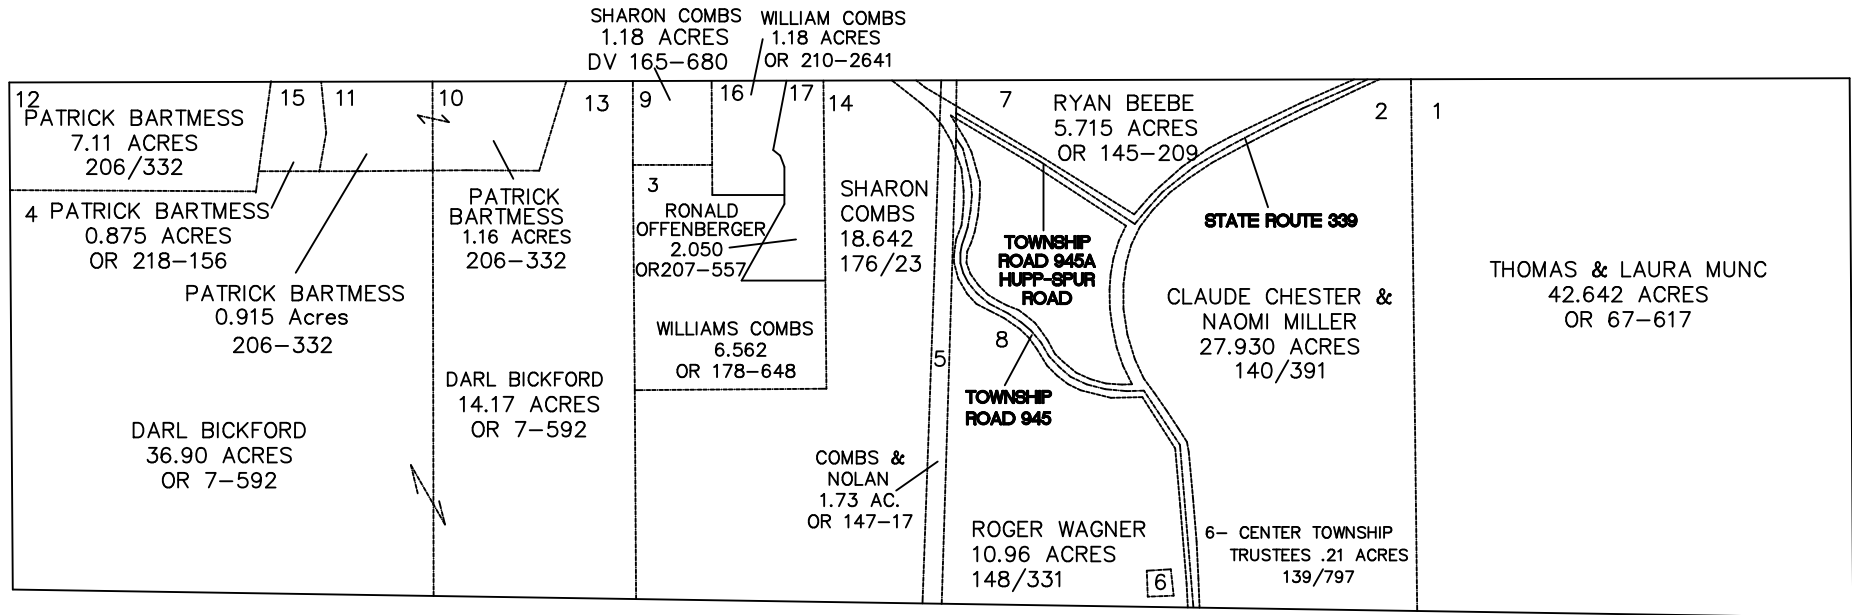 SHARON COMBS
1.18 ACRES
DV 165-680
WILLIAM COMBS
1.18 ACRES
OR 210-2641
12
PATRICK BARTMESS
7.11 ACRES
206/332
15
11
10
13
9
16
17
14
7
RYAN BEEBE
5.715 ACRES
OR 145-209
2
1
4
PATRICK BARTMESS
0.875 ACRES
OR 218-156
PATRICK BARTMESS
0.915 Acres
206-332
PATRICK
BARTMESS
1.16 ACRES
206-332
3
RONALD
OFFENBERGER
2.050
OR207-557
SHARON
COMBS
18.642
176/23
TOWNSHIP
ROAD 945A
HUPP-SPUR
ROAD
STATE ROUTE 339
CLAUDE CHESTER &
NAOMI MILLER
27.930 ACRES
140/391
THOMAS & LAURA MUNC
42.642 ACRES
OR 67-617
WILLIAMS COMBS
6.562
OR 178-648
5
8
TOWNSHIP
ROAD 945
DARL BICKFORD
36.90 ACRES
OR 7-592
DARL BICKFORD
14.17 ACRES
OR 7-592
COMBS &
NOLAN
1.73 AC.
OR 147-17
ROGER WAGNER
10.96 ACRES
148/331
6
6- CENTER TOWNSHIP
TRUSTEES .21 ACRES
139/797